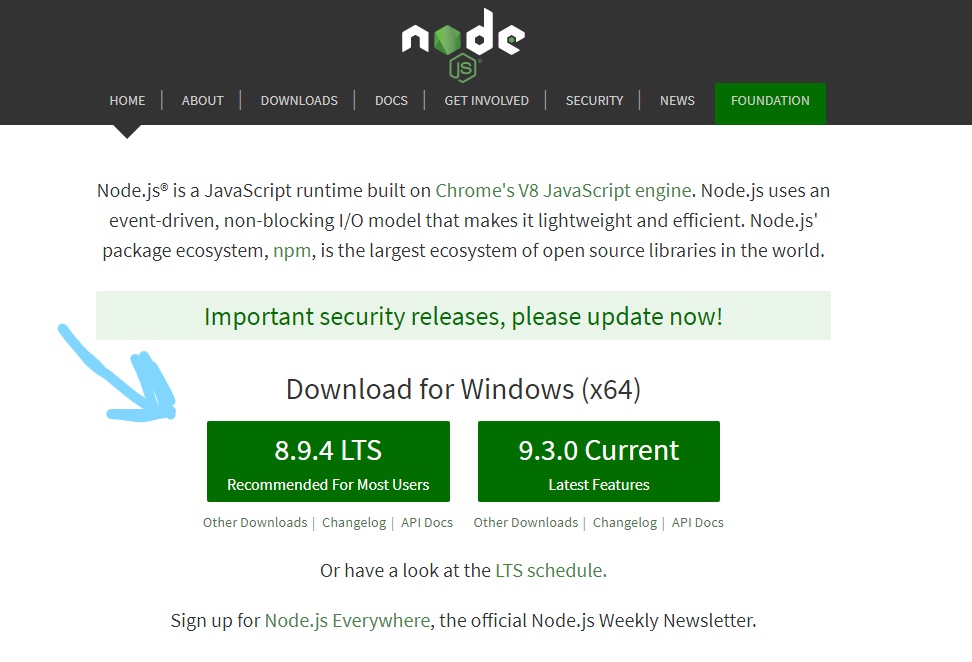 node
JS
HOME | ABOUT | DOWNLOADS | DOCS | GET INVOLVED | SECURITY | NEWS FOUNDATION
Node.js® is a JavaScript runtime built on Chrome's V8 JavaScript engine. Node.js uses an
event-driven, non-blocking I/O model that makes it lightweight and efficient. Node.js'
package ecosystem, npm, is the largest ecosystem of open source libraries in the world.
Important security releases, please update now!
Download for Windows (x64)
8.9.4 LTS
Recommended For Most Users
9.3.0 Current
Latest Features
Other Downloads | Changelog | API Docs
Other Downloads | Changelog | API Docs
Or have a look at the LTS schedule.
Sign up for Node.js Everywhere, the official Node.js Weekly Newsletter.